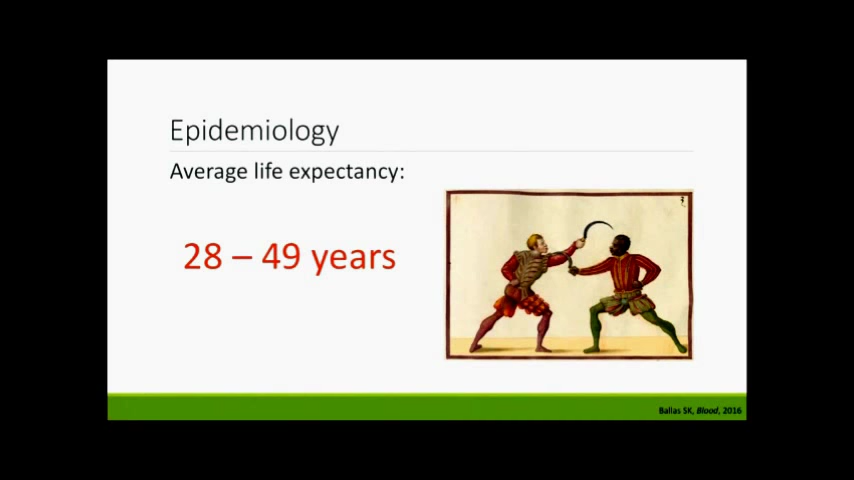 Epidemiology
Average life expectancy:
28 – 49 years
Ballas SK, Blood, 2016